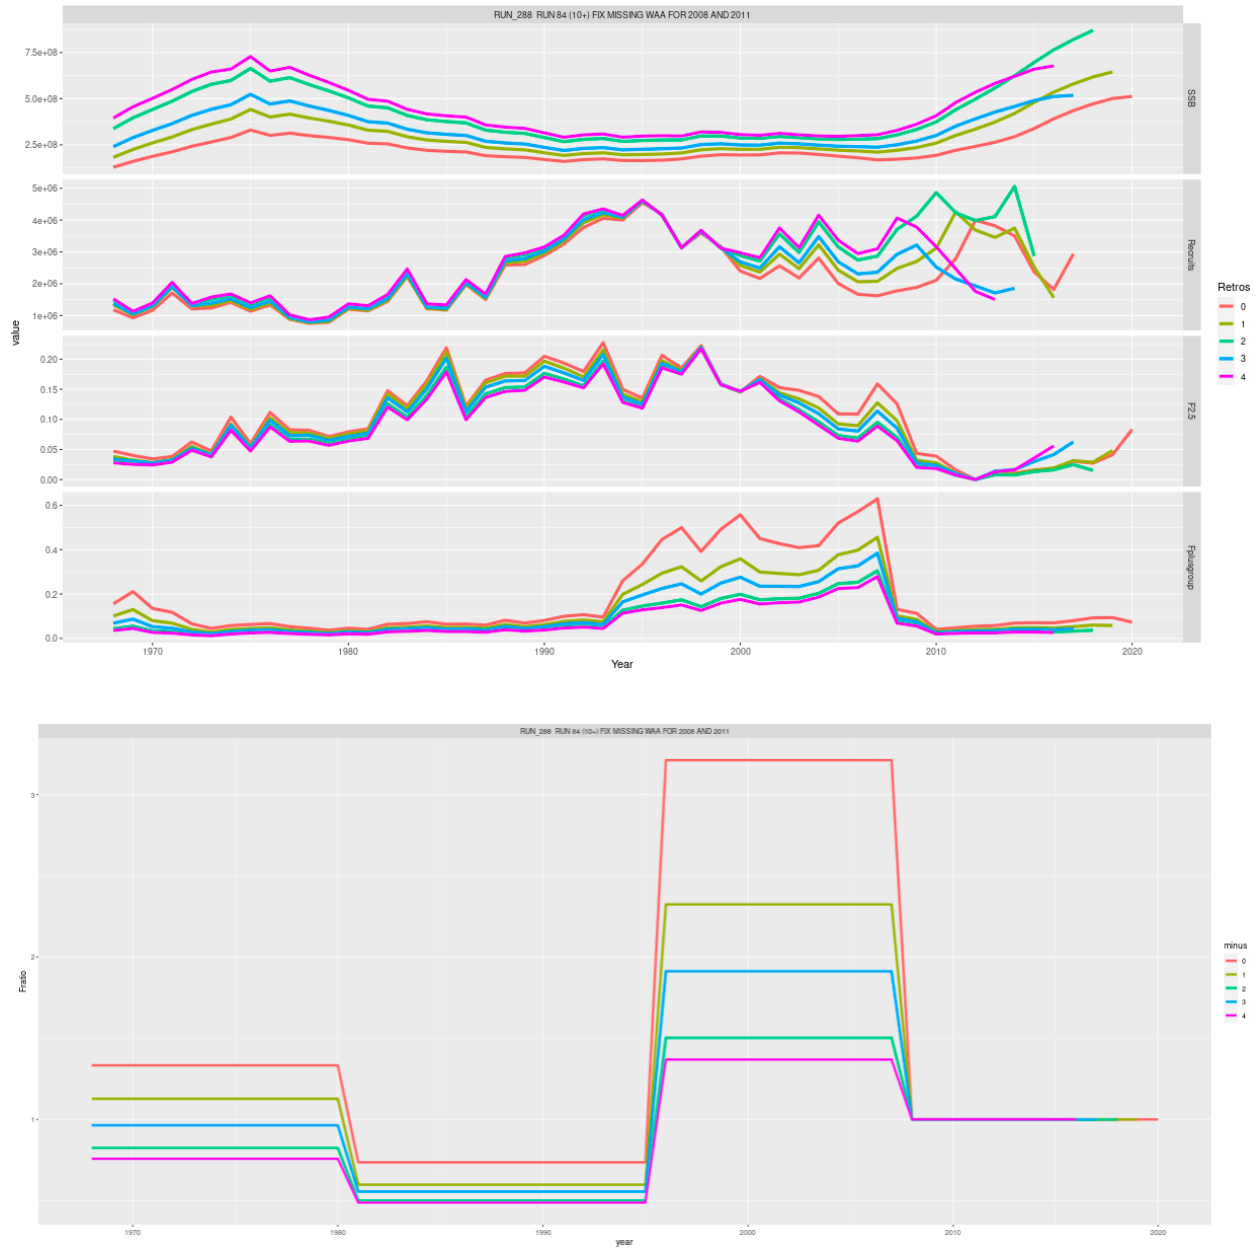 RUN_288 RUN 84 (10+) FIX MISSING WAA FOR 2008 AND 2011
7.5e+08
5.0e+08
2.5e+08
SSB
5e+06
4e+06
3e+06
2e+06
1e+06
Recruits
value
0.20
0.15
0.10
0.05
0.00
F2.5
0.6
0.4
0.2
0.0
Fplusgroup
1970 1980 1990 2000 2010 2020
Year
Retros
0
1
2
3
4
RUN_288 RUN 84 (10+) FIX MISSING WAA FOR 2008 AND 2011
3
2
1
Fratio
1970 1980 1990 2000 2010 2020
year
minus
0
1
2
3
4